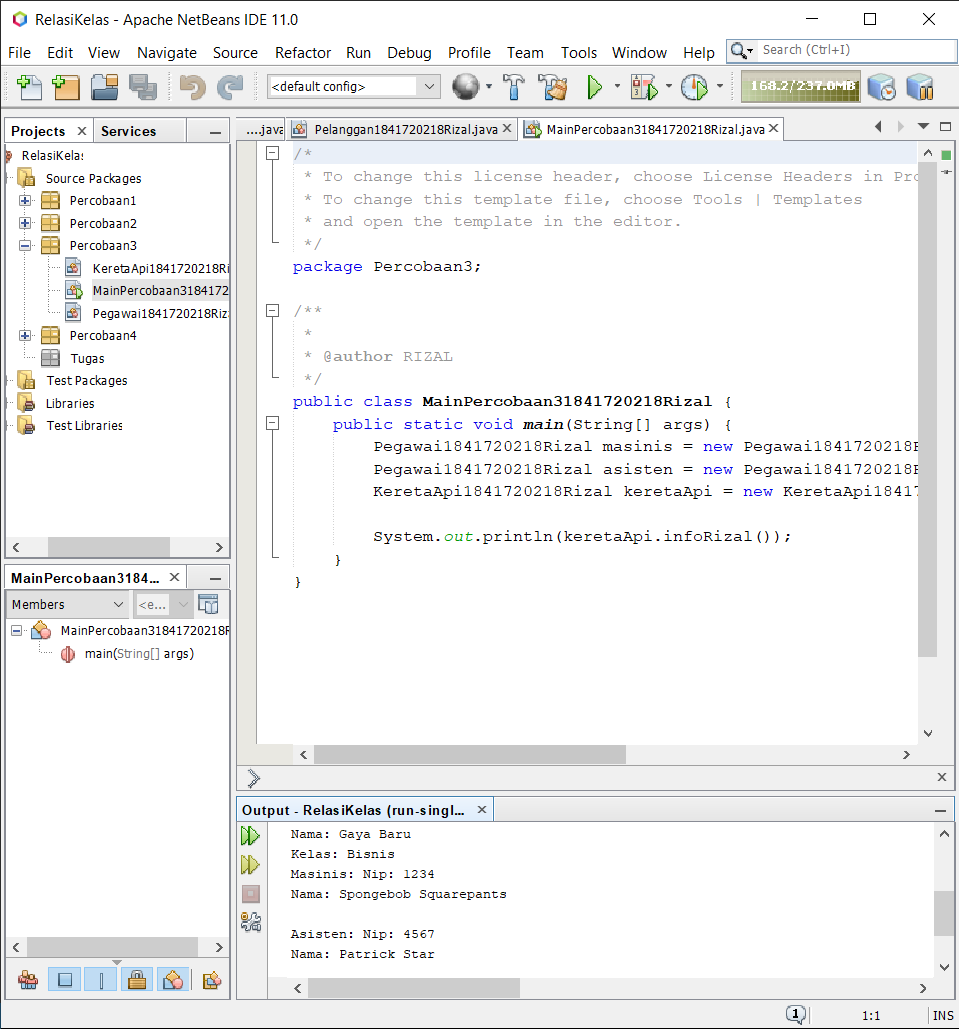 RelasiKelas - Apache NetBeans IDE 11.0
File Edit View Navigate Source Refactor Run Debug Profile Team Tools Window Help
Search (Ctrl+I)
<default config>
168.2/237.0MB
Projects
Services
RelasiKelas
Source Packages
Percobaan1
Percobaan2
Percobaan3
KeretaApi1841720218Ri
MainPercobaan3184172
Pegawai1841720218Riz
Percobaan4
Tugas
Test Packages
Libraries
Test Libraries
MainPercobaan3184...
Members
<e...
MainPercobaan31841720218R
main(String[] args)
....java
Pelanggan1841720218Rizal.java
MainPercobaan31841720218Rizal.java
/*
* To change this license header, choose License Headers in Pro
* To change this template file, choose Tools | Templates
* and open the template in the editor.
*/
package Percobaan3;
/**
*
* @author RIZAL
*/
public class MainPercobaan31841720218Rizal {
public static void main(String[] args) {
Pegawai1841720218Rizal masinis = new Pegawai1841720218R
Pegawai1841720218Rizal asisten = new Pegawai1841720218R
KeretaApi1841720218Rizal keretaApi = new KeretaApi18417
System.out.println(keretaApi.infoRizal());
}
}
Output - RelasiKelas (run-singl...
Nama: Gaya Baru
Kelas: Bisnis
Masinis: Nip: 1234
Nama: Spongebob Squarepants
Asisten: Nip: 4567
Nama: Patrick Star
1
1:1
INS